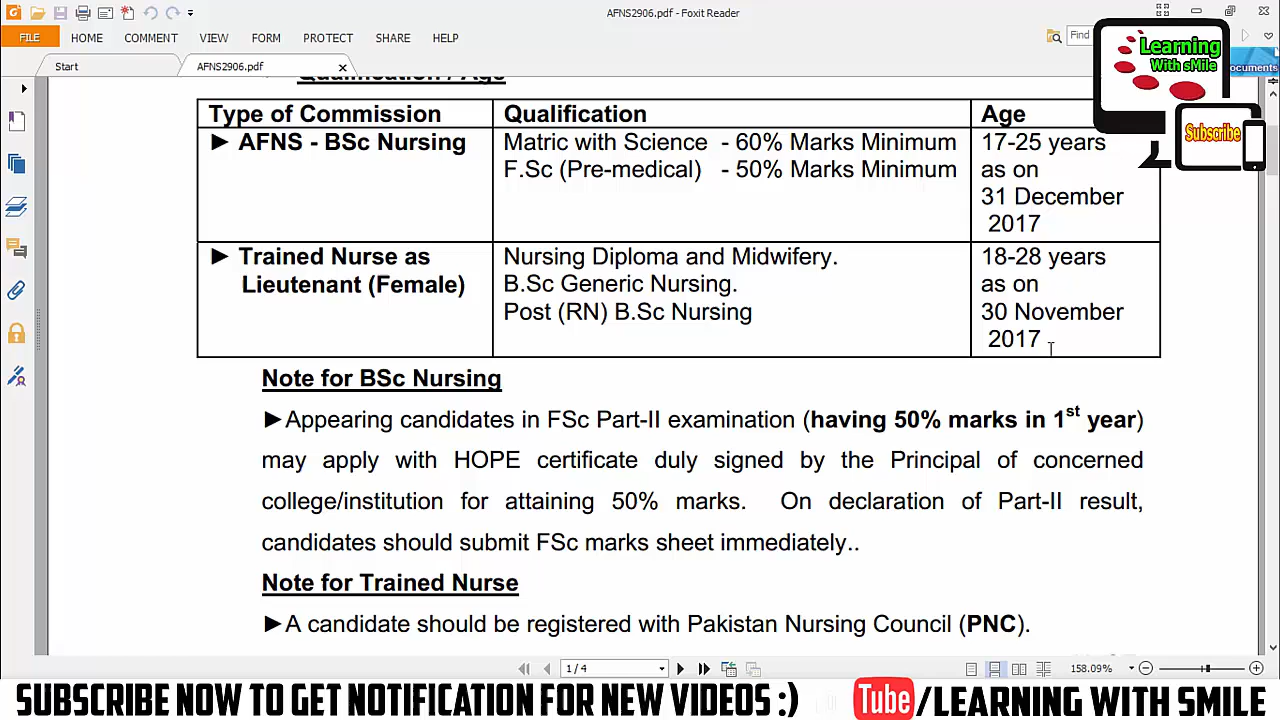 AFNS2906.pdf - Foxit Reader
FILE HOME COMMENT VIEW FORM PROTECT SHARE HELP
Find
Start AFNS2906.pdf
ocuments
Learning
With sMile
Subscribe
Qualification / Age
Type of Commission Qualification Age
► AFNS - BSc Nursing Matric with Science - 60% Marks Minimum 17-25 years
F.Sc (Pre-medical) - 50% Marks Minimum as on
31 December
2017
► Trained Nurse as Nursing Diploma and Midwifery. 18-28 years
Lieutenant (Female) B.Sc Generic Nursing. as on
Post (RN) B.Sc Nursing 30 November
2017
Note for BSc Nursing
►Appearing candidates in FSc Part-II examination (having 50% marks in 1st year)
may apply with HOPE certificate duly signed by the Principal of concerned
college/institution for attaining 50% marks. On declaration of Part-II result,
candidates should submit FSc marks sheet immediately..
Note for Trained Nurse
►A candidate should be registered with Pakistan Nursing Council (PNC).
1 / 4
158.09%
SUBSCRIBE NOW TO GET NOTIFICATION FOR NEW VIDEOS :) Tube/LEARNING WITH SMILE